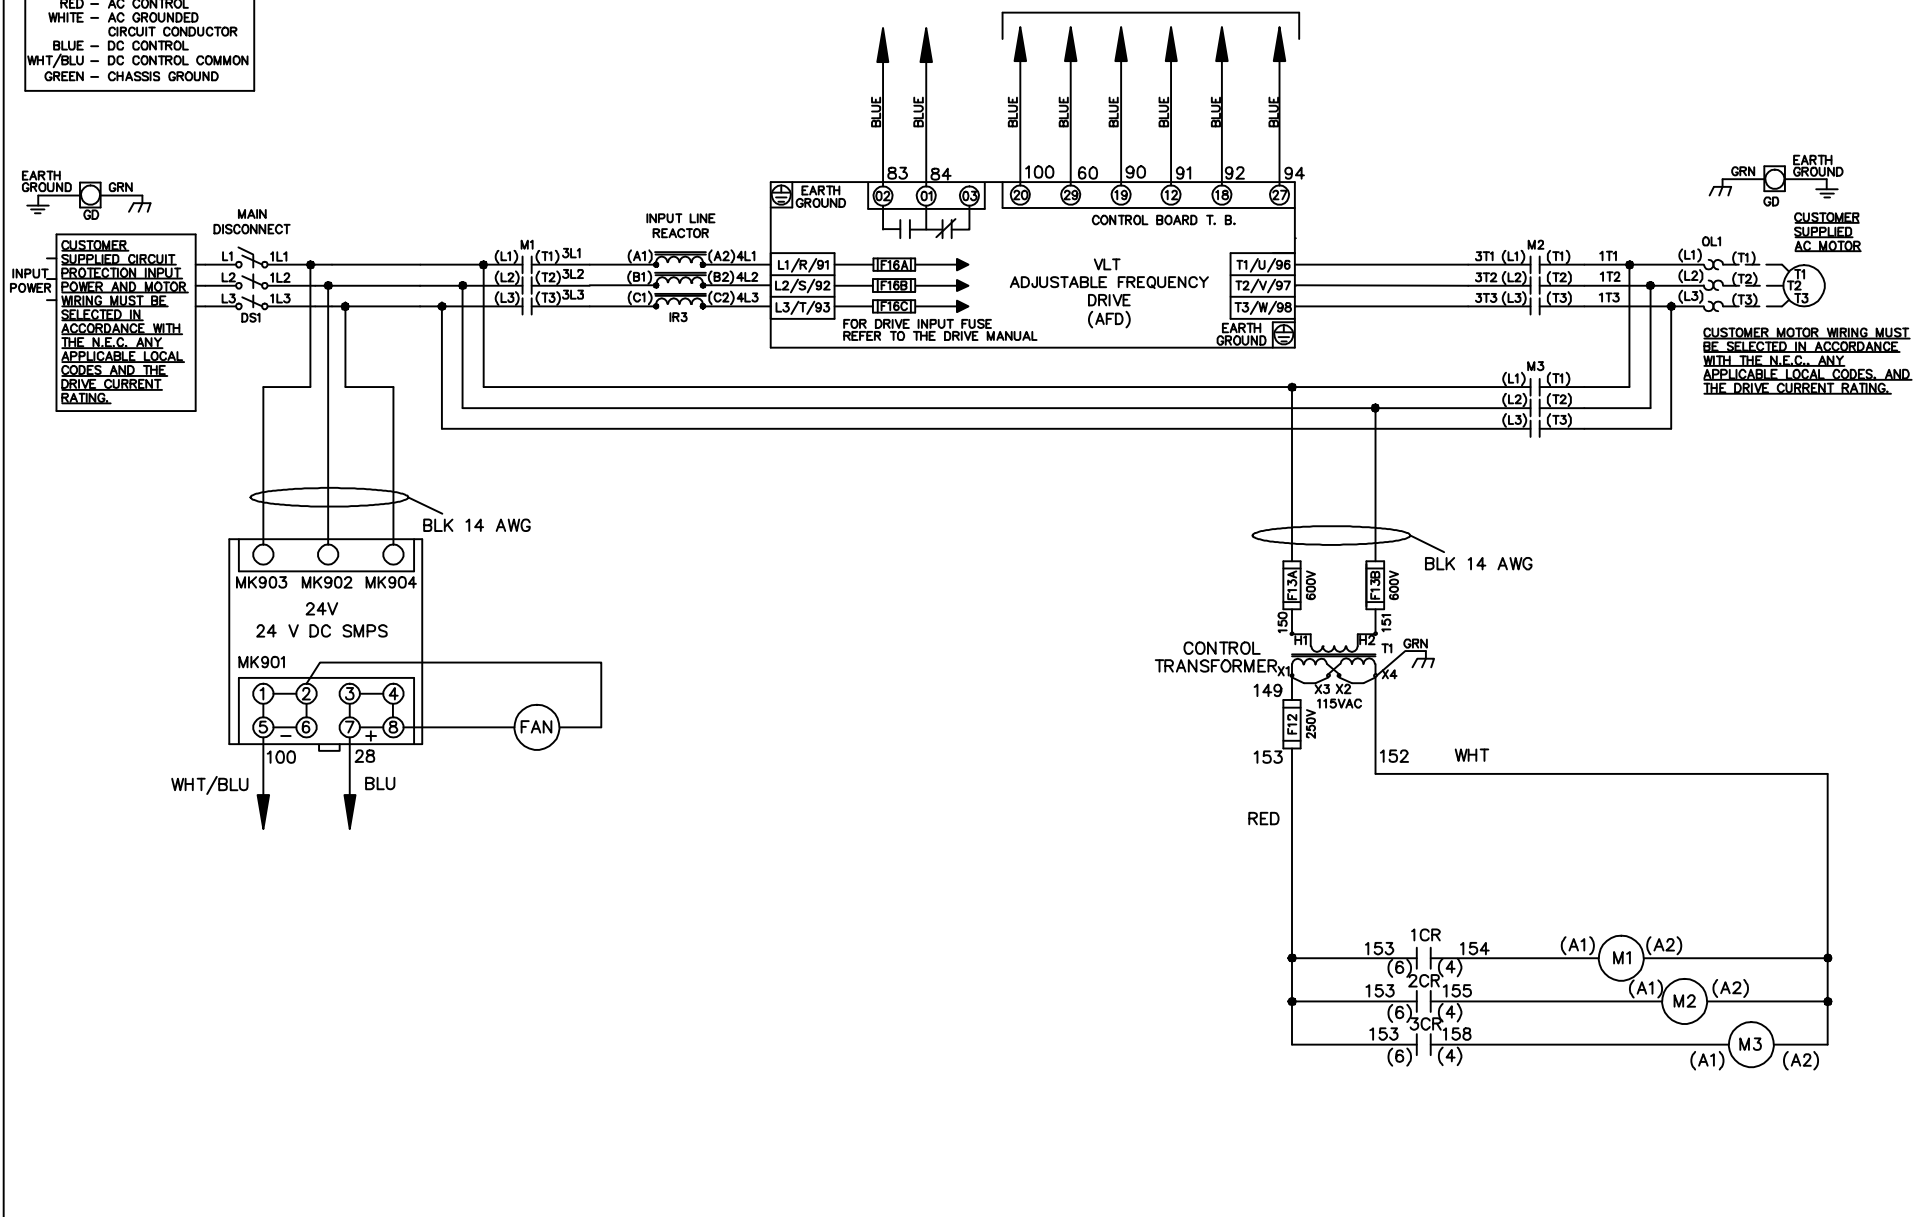 RED – AC CONTROL
WHITE – AC GROUNDED
CIRCUIT CONDUCTOR
BLUE – DC CONTROL
WHT/BLU – DC CONTROL COMMON
GREEN – CHASSIS GROUND
BLUE
BLUE
BLUE
BLUE
BLUE
BLUE
BLUE
BLUE
83
84
100
60
90
91
92
94
EARTH
GROUND
GRN
GD
EARTH
GROUND
02
01
03
20
29
19
12
18
27
CONTROL BOARD T. B.
GRN
EARTH
GROUND
GD
CUSTOMER
SUPPLIED
AC MOTOR
INPUT
POWER
CUSTOMER
SUPPLIED CIRCUIT
PROTECTION INPUT
POWER AND MOTOR
WIRING MUST BE
SELECTED IN
ACCORDANCE WITH
THE N.E.C. ANY
APPLICABLE LOCAL
CODES AND THE
DRIVE CURRENT
RATING.
MAIN
DISCONNECT
L1
1L1
L2
1L2
L3
1L3
DS1
M1
(L1)
(T1)
3L1
(L2)
(T2)
3L2
(L3)
(T3)
3L3
INPUT LINE
REACTOR
(A1)
(A2)
4L1
(B1)
(B2)
4L2
(C1)
(C2)
4L3
IR3
L1/R/91
L2/S/92
L3/T/93
F16A
F16B
F16C
FOR DRIVE INPUT FUSE
REFER TO THE DRIVE MANUAL
VLT
ADJUSTABLE FREQUENCY
DRIVE
(AFD)
T1/U/96
T2/V/97
T3/W/98
EARTH
GROUND
M2
3T1 (L1) (T1) 1T1
3T2 (L2) (T2) 1T2
3T3 (L3) (T3) 1T3
OL1
(L1) (T1)
(L2) (T2)
(L3) (T3)
T1
T2
T3
CUSTOMER MOTOR WIRING MUST
BE SELECTED IN ACCORDANCE
WITH THE N.E.C., ANY
APPLICABLE LOCAL CODES, AND
THE DRIVE CURRENT RATING.
M3
(L1) (T1)
(L2) (T2)
(L3) (T3)
BLK 14 AWG
MK903
MK902
MK904
24V
24 V DC SMPS
MK901
1
2
3
4
5
–
6
7
+
8
FAN
100
28
WHT/BLU
BLU
BLK 14 AWG
F13A
600V
F13B
600V
150
151
H1
H2
T1
GRN
CONTROL
TRANSFORMER
X1
X3 X2
X4
115VAC
149
F12
250V
153
152
WHT
RED
1CR
153
154
(6)
(4)
(A1)
M1
(A2)
2CR
153
155
(6)
(4)
(A1)
M2
(A2)
3CR
153
158
(6)
(4)
(A1)
M3
(A2)